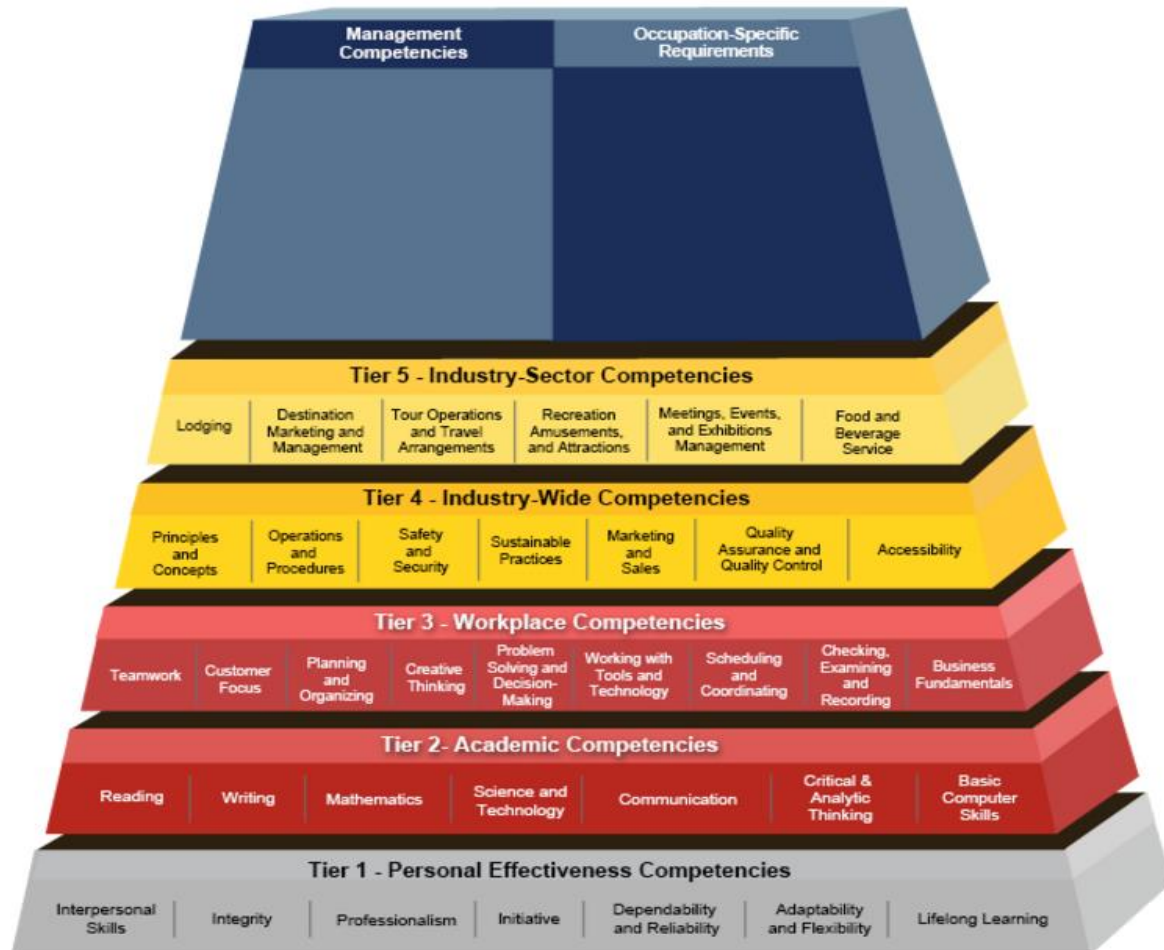 Management
Competencies
Occupation-Specific
Requirements
Tier 5 - Industry-Sector Competencies
Lodging
Destination
Marketing and
Management
Tour Operations
and Travel
Arrangements
Recreation
Amusements,
and Attractions
Meetings, Events,
and Exhibitions
Management
Food and
Beverage
Service
Tier 4 - Industry-Wide Competencies
Principles
and
Concepts
Operations
and
Procedures
Safety
and
Security
Sustainable
Practices
Marketing
and
Sales
Quality
Assurance and
Quality Control
Accessibility
Tier 3 - Workplace Competencies
Teamwork
Customer
Focus
Planning
and
Organizing
Creative
Thinking
Problem
Solving and
Decision-
Making
Working with
Tools and
Technology
Scheduling
and
Coordinating
Checking,
Examining
and
Recording
Business
Fundamentals
Tier 2- Academic Competencies
Reading
Writing
Mathematics
Science and
Technology
Communication
Critical &
Analytic
Thinking
Basic
Computer
Skills
Tier 1 - Personal Effectiveness Competencies
Interpersonal
Skills
Integrity
Professionalism
Initiative
Dependability
and Reliability
Adaptability
and Flexibility
Lifelong Learning